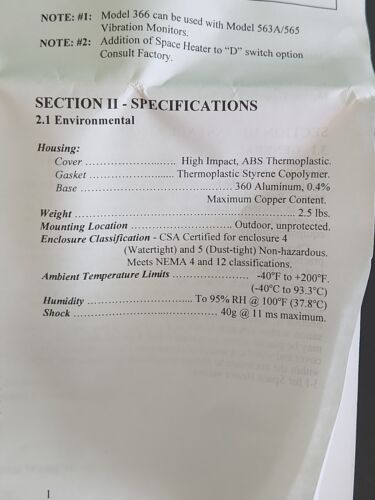 NOTE: #1: Model 366 can be used with Model 563A/565
Vibration Monitors.
NOTE: #2: Addition of Space Heater to "D" switch option
Consult Factory.
SECTION II - SPECIFICATIONS
2.1 Environmental
Housing:
Cover ........................... High Impact, ABS Thermoplastic.
Gasket ........................ Thermoplastic Styrene Copolymer.
Base ............................................ 360 Aluminum, 0.4%
Maximum Copper Content.
Weight .................................................................. 2.5 lbs.
Mounting Location .............................. Outdoor, unprotected.
Enclosure Classification - CSA Certified for enclosure 4
(Watertight) and 5 (Dust-tight) Non-hazardous.
Meets NEMA 4 and 12 classifications.
Ambient Temperature Limits ...................... -40°F to +200°F.
(-40°C to 93.3°C)
Humidity ............................... To 95% RH @ 100°F (37.8°C)
Shock ........................................... 40g @ 11 ms maximum.
1